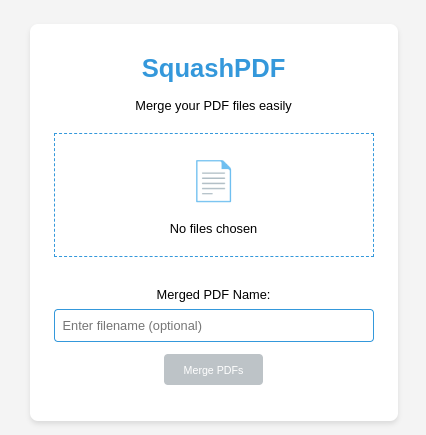 SquashPDF
Merge your PDF files easily
No files chosen
Merged PDF Name:
Enter filename (optional)
Merge PDFs